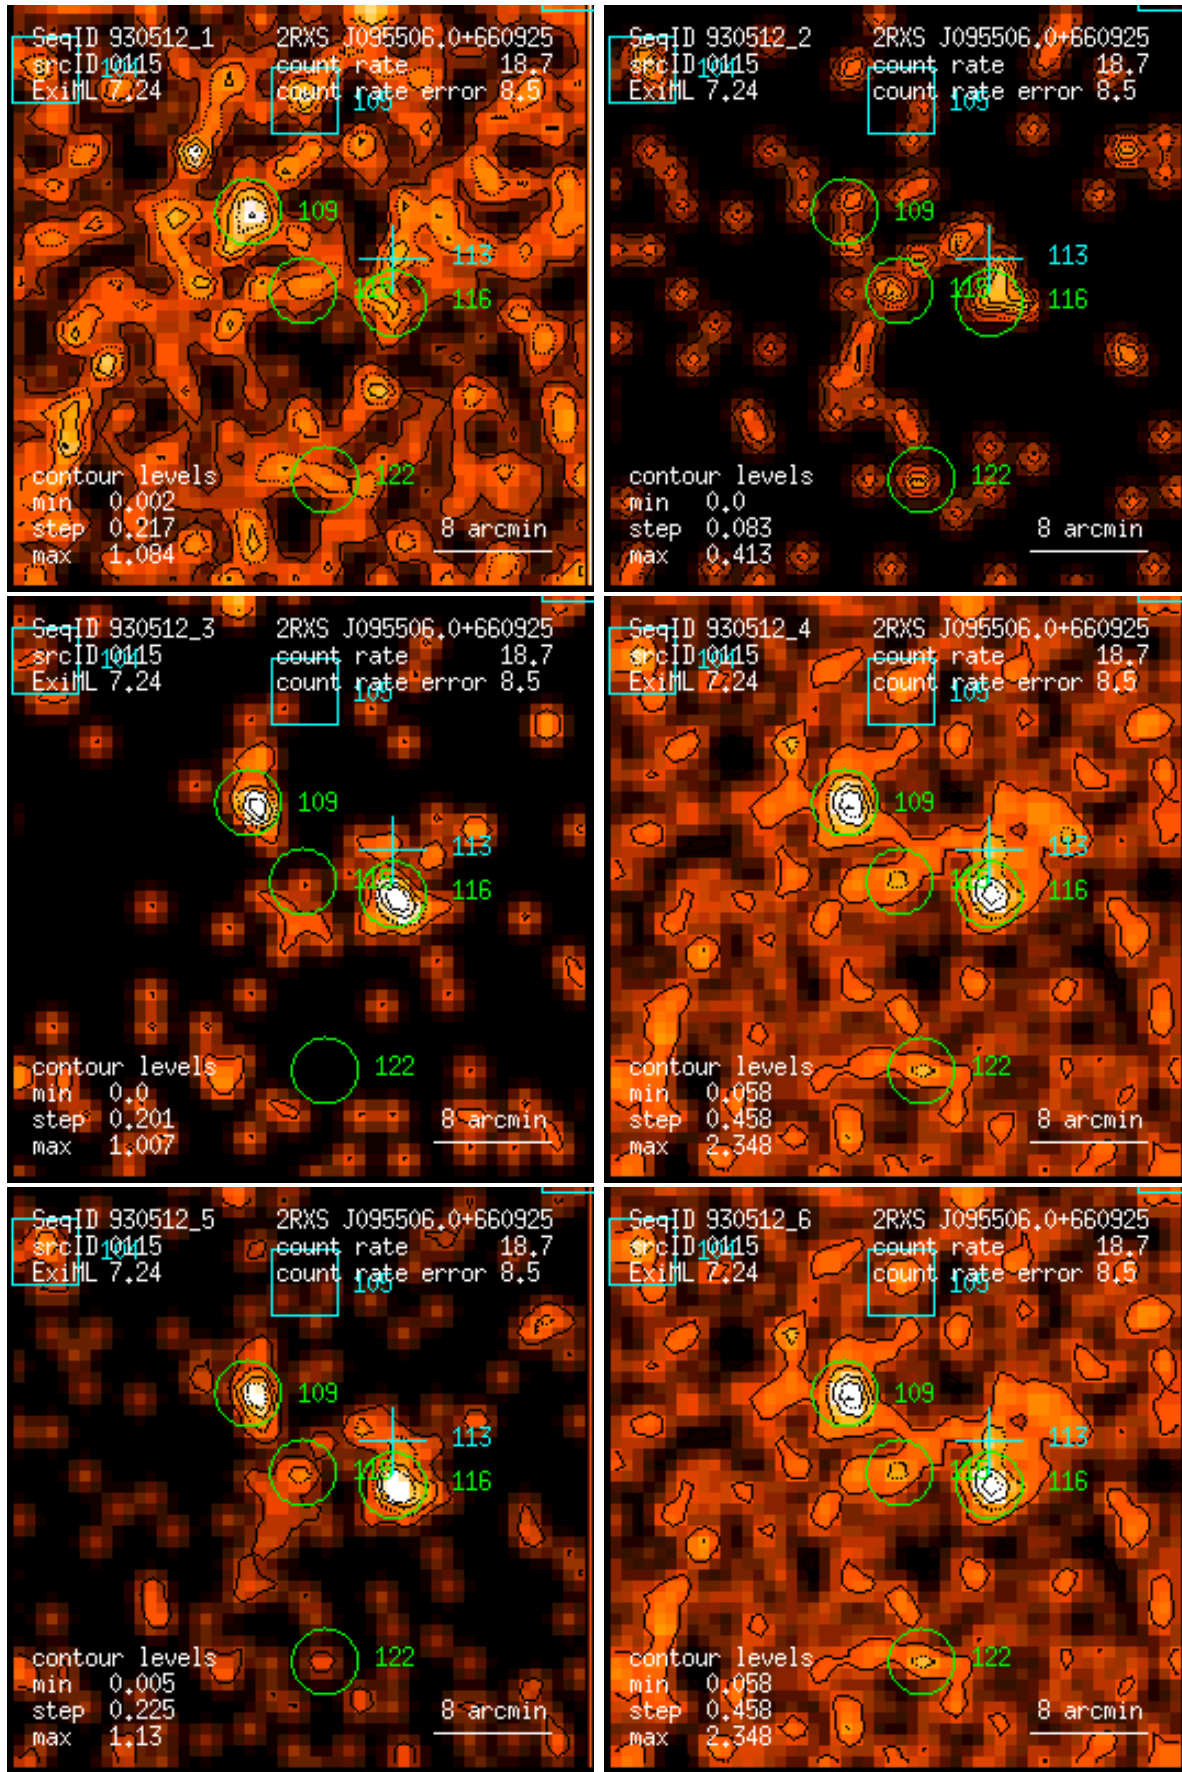 SeqID 930512_1 2RXS J095506.0+660925
srcID 0115 104 count rate 18.7
ExiML 7.24 count rate error 8.5
105
109
113
115 116
contour levels 122
min 0.002
step 0.217 8 arcmin
max 1.084
SeqID 930512_2 2RXS J095506.0+660925
srcID 0115 104 count rate 18.7
ExiML 7.24 count rate error 8.5
105
109
113
115 116
contour levels 122
min 0.0
step 0.083 8 arcmin
max 0.413
SeqID 930512_3 2RXS J095506.0+660925
srcID 0115 104 count rate 18.7
ExiML 7.24 count rate error 8.5
105
109
113
115 116
contour levels 122
min 0.0
step 0.201 8 arcmin
max 1.007
SeqID 930512_4 2RXS J095506.0+660925
srcID 0115 104 count rate 18.7
ExiML 7.24 count rate error 8.5
105
109
113
115 116
contour levels 122
min 0.058
step 0.458 8 arcmin
max 2.348
SeqID 930512_5 2RXS J095506.0+660925
srcID 0115 104 count rate 18.7
ExiML 7.24 count rate error 8.5
105
109
113
115 116
contour levels 122
min 0.005
step 0.225 8 arcmin
max 1.13
SeqID 930512_6 2RXS J095506.0+660925
srcID 0115 104 count rate 18.7
ExiML 7.24 count rate error 8.5
105
109
113
115 116
contour levels 122
min 0.058
step 0.458 8 arcmin
max 2.348